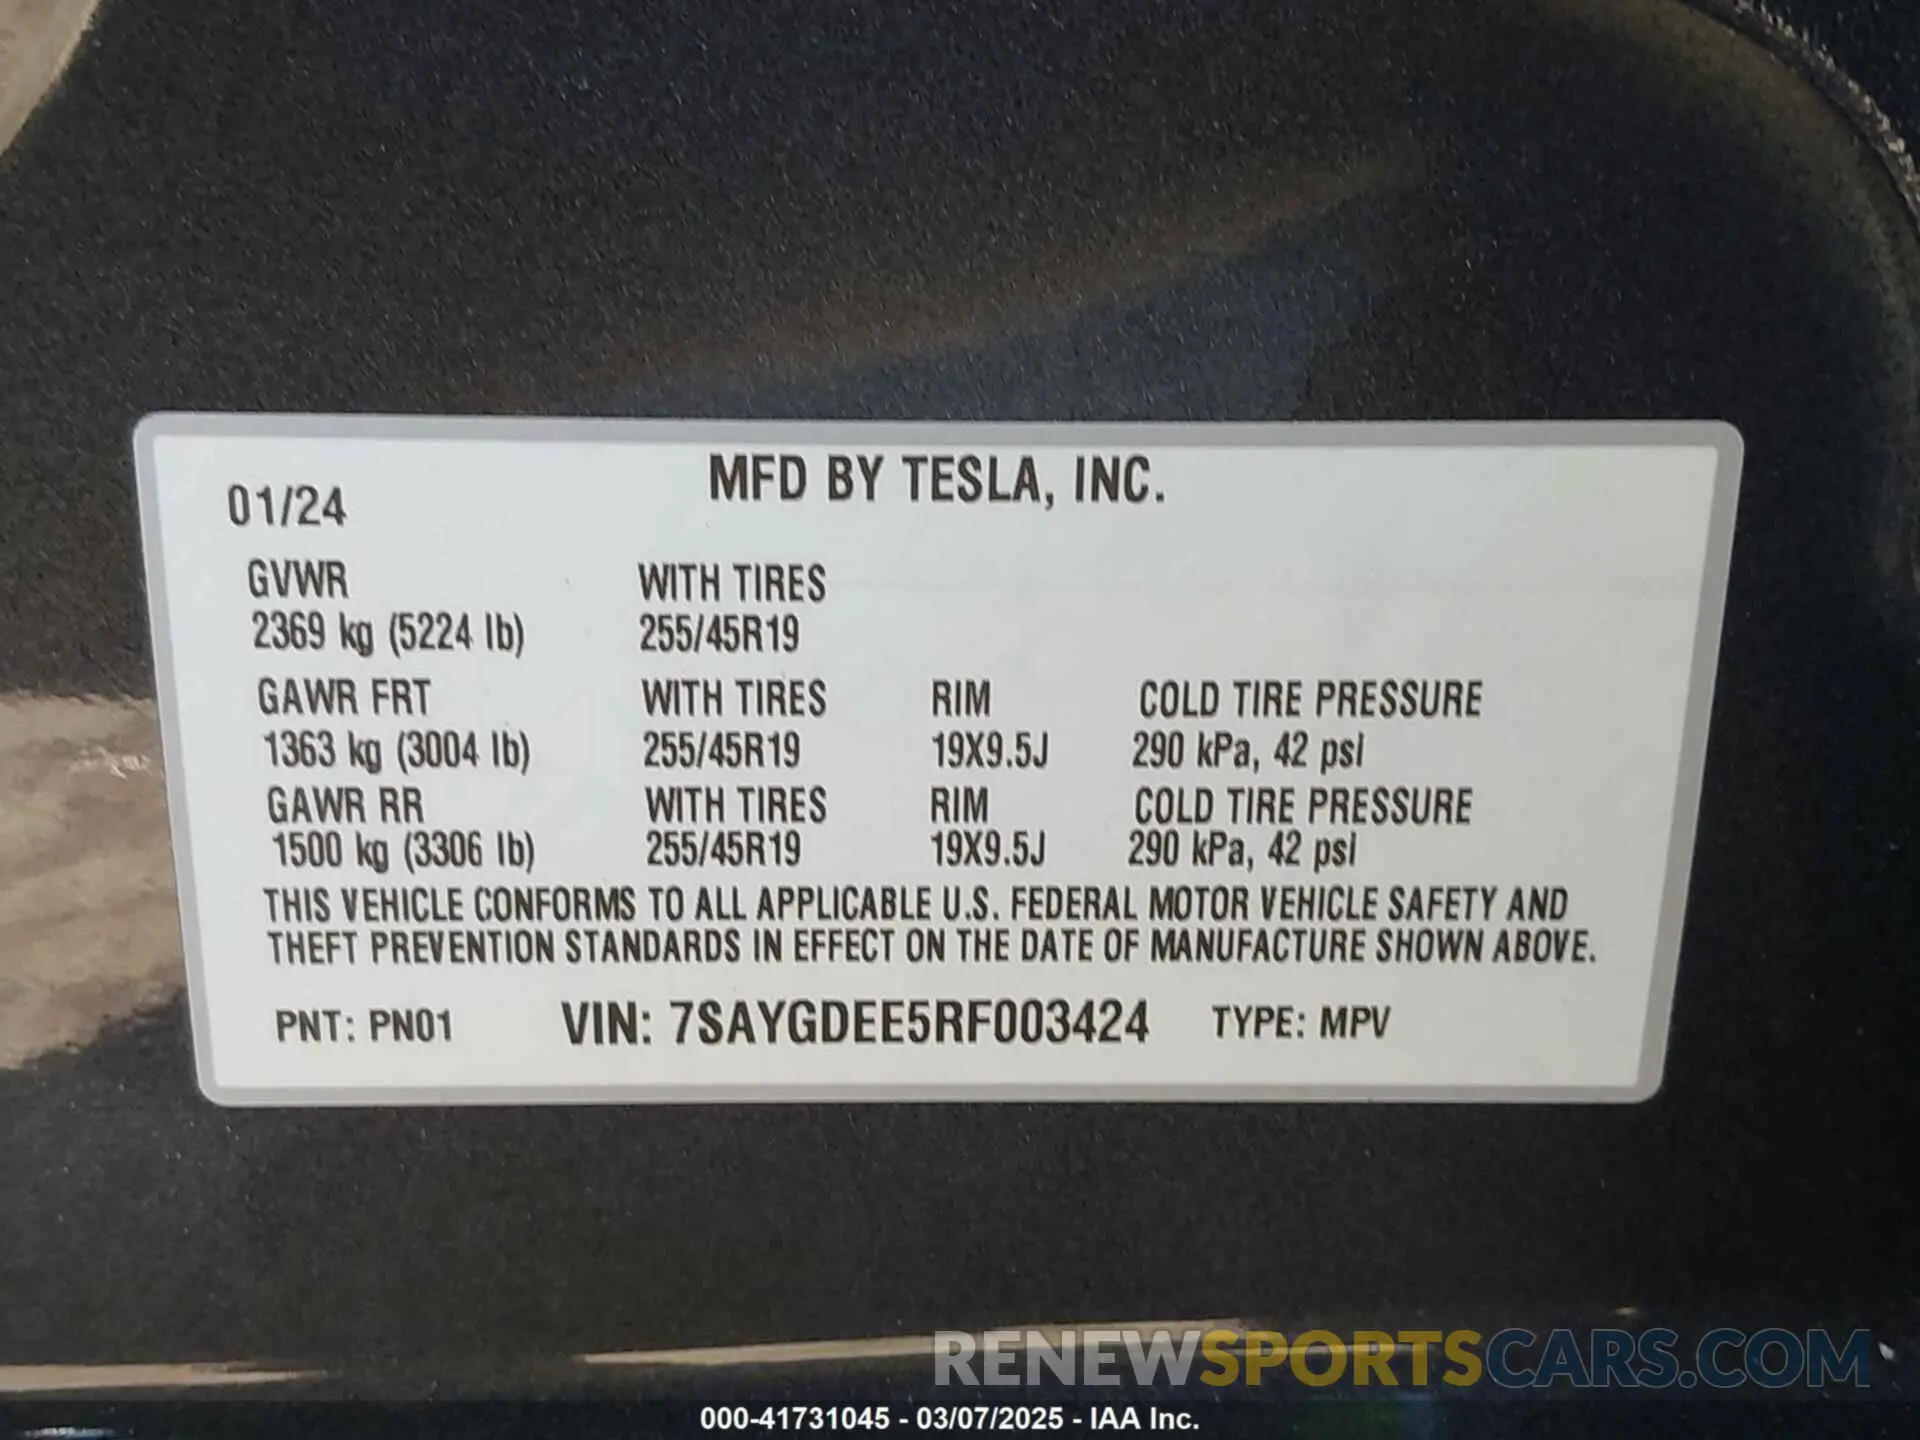 MFD BY TESLA, INC.
01/24
GVWR WITH TIRES
2369 kg (5224 lb) 255/45R19
GAWR FRT WITH TIRES RIM COLD TIRE PRESSURE
1363 kg (3004 lb) 255/45R19 19X9.5J 290 kPa, 42 psi
GAWR RR WITH TIRES RIM COLD TIRE PRESSURE
1500 kg (3306 lb) 255/45R19 19X9.5J 290 kPa, 42 psi
THIS VEHICLE CONFORMS TO ALL APPLICABLE U.S. FEDERAL MOTOR VEHICLE SAFETY AND
THEFT PREVENTION STANDARDS IN EFFECT ON THE DATE OF MANUFACTURE SHOWN ABOVE.
PNT: PN01 VIN: 7SAYGDEE5RF003424 TYPE: MPV
RENEWSPORTSCARS.COM
000-41731045 - 03/07/2025 - IAA Inc.